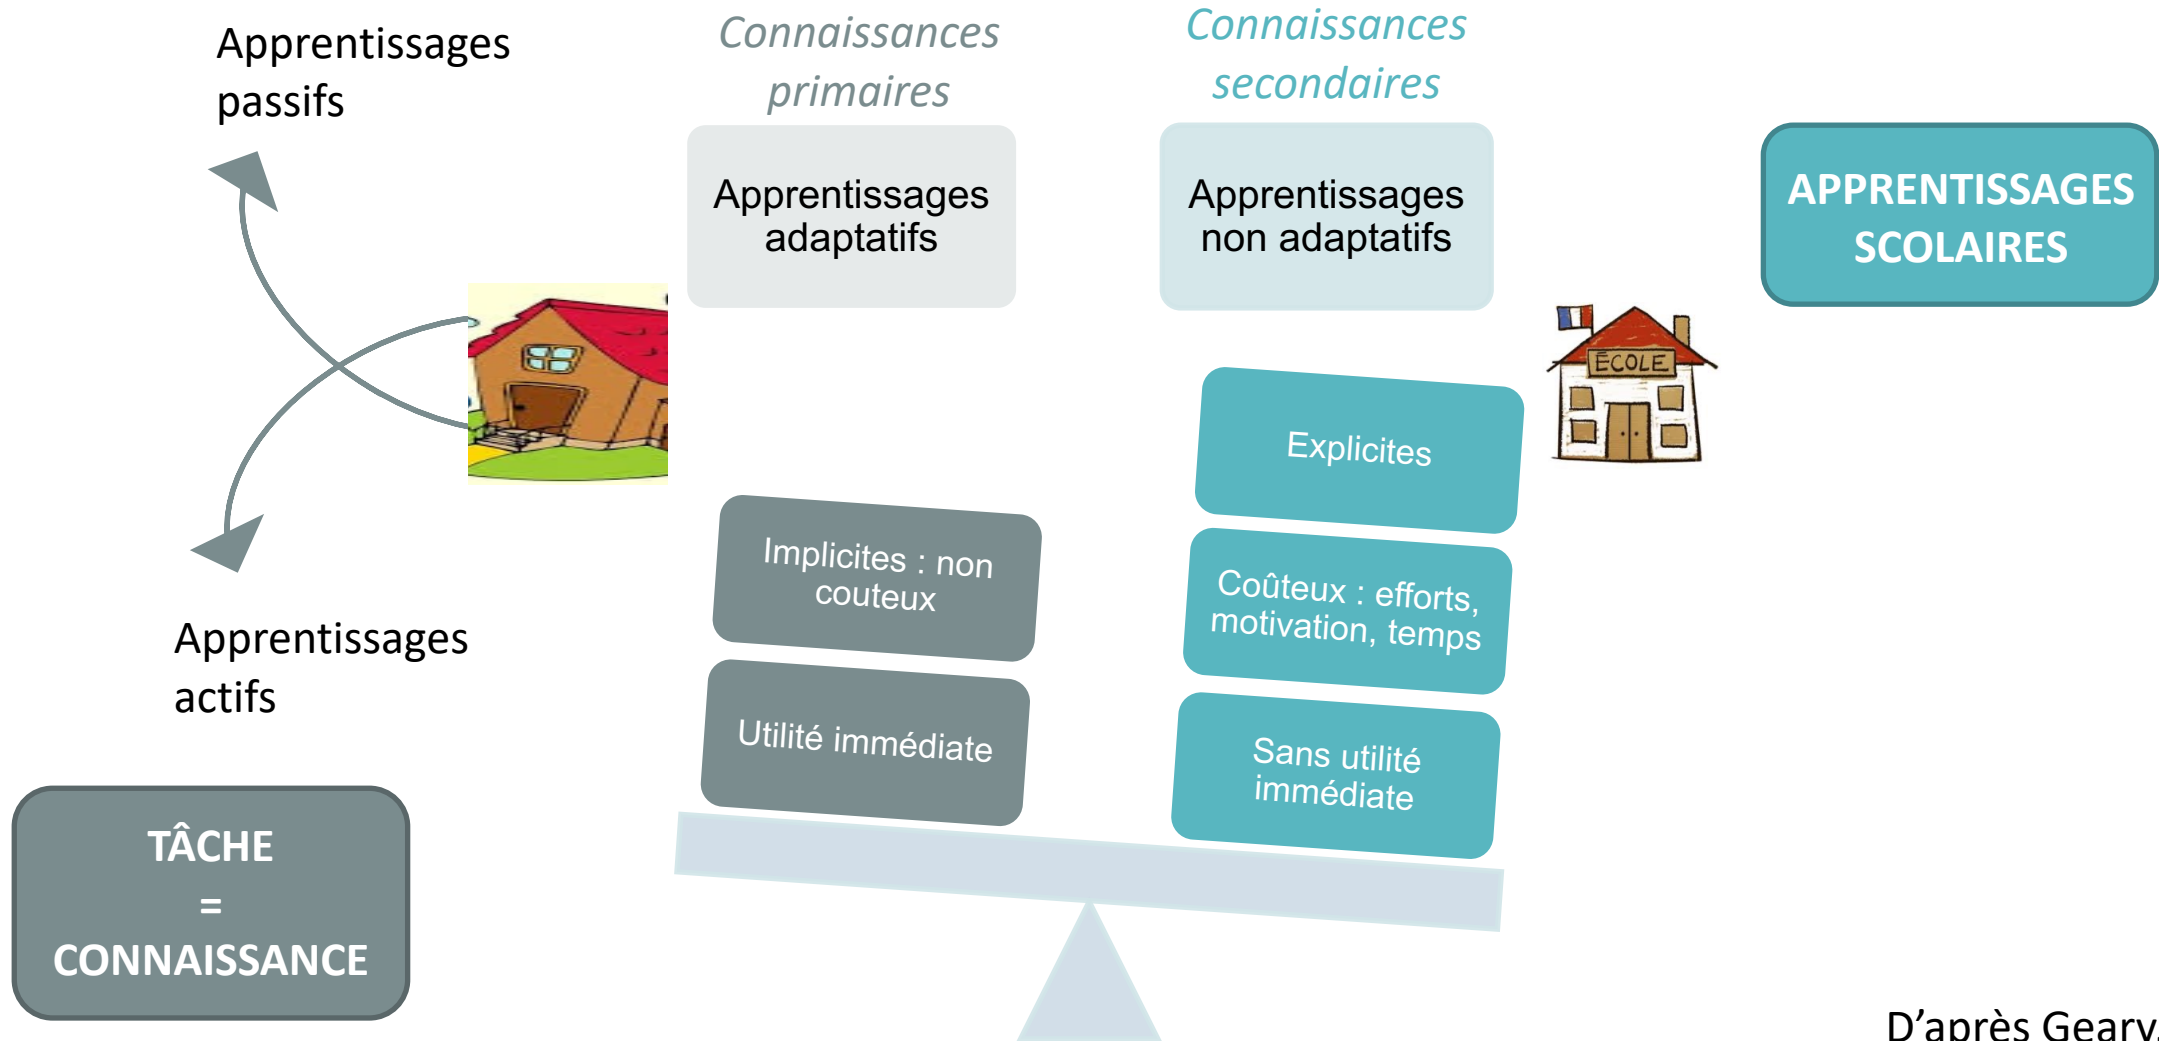 Apprentissages
passifs
Connaissances
primaires
Connaissances
secondaires
Apprentissages
adaptatifs
Apprentissages
non adaptatifs
APPRENTISSAGES
SCOLAIRES
ÉCOLE
Explicites
Implicites : non
couteux
Coûteux : efforts,
motivation, temps
Apprentissages
actifs
Utilité immédiate
Sans utilité
immédiate
TÂCHE
=
CONNAISSANCE
D’après Geary,